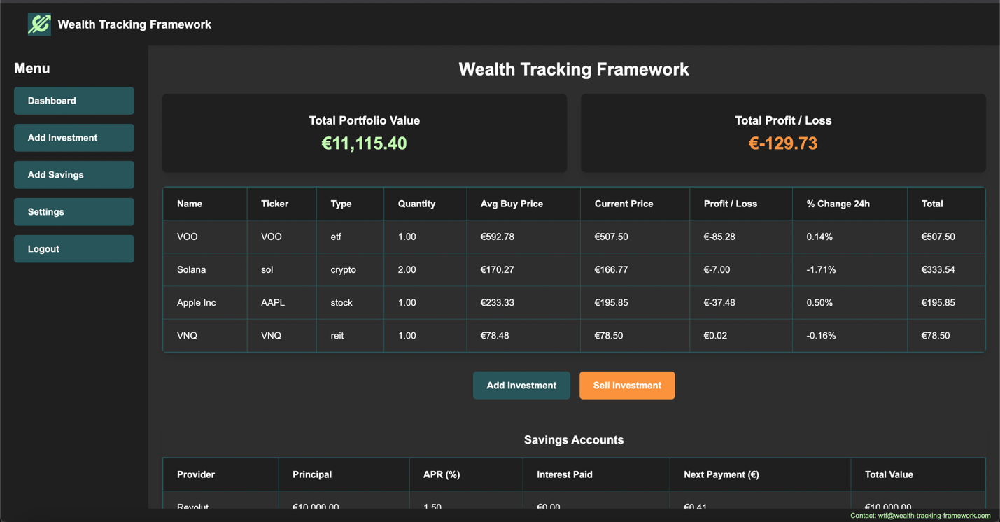 Wealth Tracking Framework
Menu
Dashboard
Add Investment
Add Savings
Settings
Logout
Wealth Tracking Framework
Total Portfolio Value
€11,115.40
Total Profit / Loss
€-129.73
Name Ticker Type Quantity Avg Buy Price Current Price Profit / Loss % Change 24h Total
VOO VOO etf 1.00 €592.78 €507.50 €-85.28 0.14% €507.50
Solana sol crypto 2.00 €170.27 €166.77 €-7.00 -1.71% €333.54
Apple Inc AAPL stock 1.00 €233.33 €195.85 €-37.48 0.50% €195.85
VNQ VNQ reit 1.00 €78.48 €78.50 €0.02 -0.16% €78.50
Add Investment Sell Investment
Savings Accounts
Provider Principal APR (%) Interest Paid Next Payment (€) Total Value
Revolut €10,000.00 1.50 €0.00 €0.41 €10,000.00
Contact: wtf@wealth-tracking-framework.com